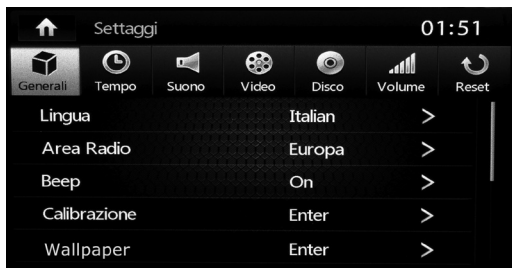 Settaggi 01:51
Generali Tempo Suono Video Disco Volume Reset
Lingua Italian >
Area Radio Europa >
Beep On >
Calibrazione Enter >
Wallpaper Enter >